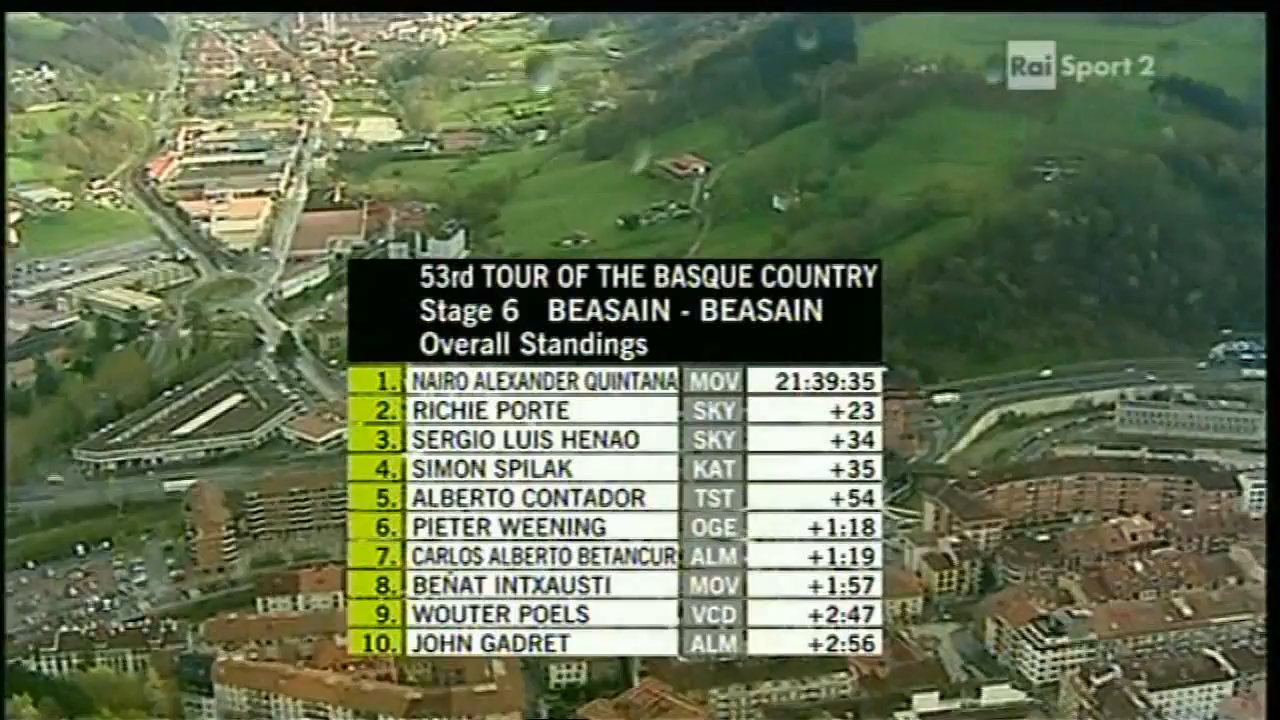 Rai Sport 2
53rd TOUR OF THE BASQUE COUNTRY
Stage 6 BEASAIN - BEASAIN
Overall Standings
1. NAIRO ALEXANDER QUINTANA MOV 21:39:35
2. RICHIE PORTE SKY +23
3. SERGIO LUIS HENAO SKY +34
4. SIMON SPILAK KAT +35
5. ALBERTO CONTADOR TST +54
6. PIETER WEENING OGE +1:18
7. CARLOS ALBERTO BETANCUR ALM +1:19
8. BEÑAT INTXAUSTI MOV +1:57
9. WOUTER POELS VCD +2:47
10. JOHN GADRET ALM +2:56